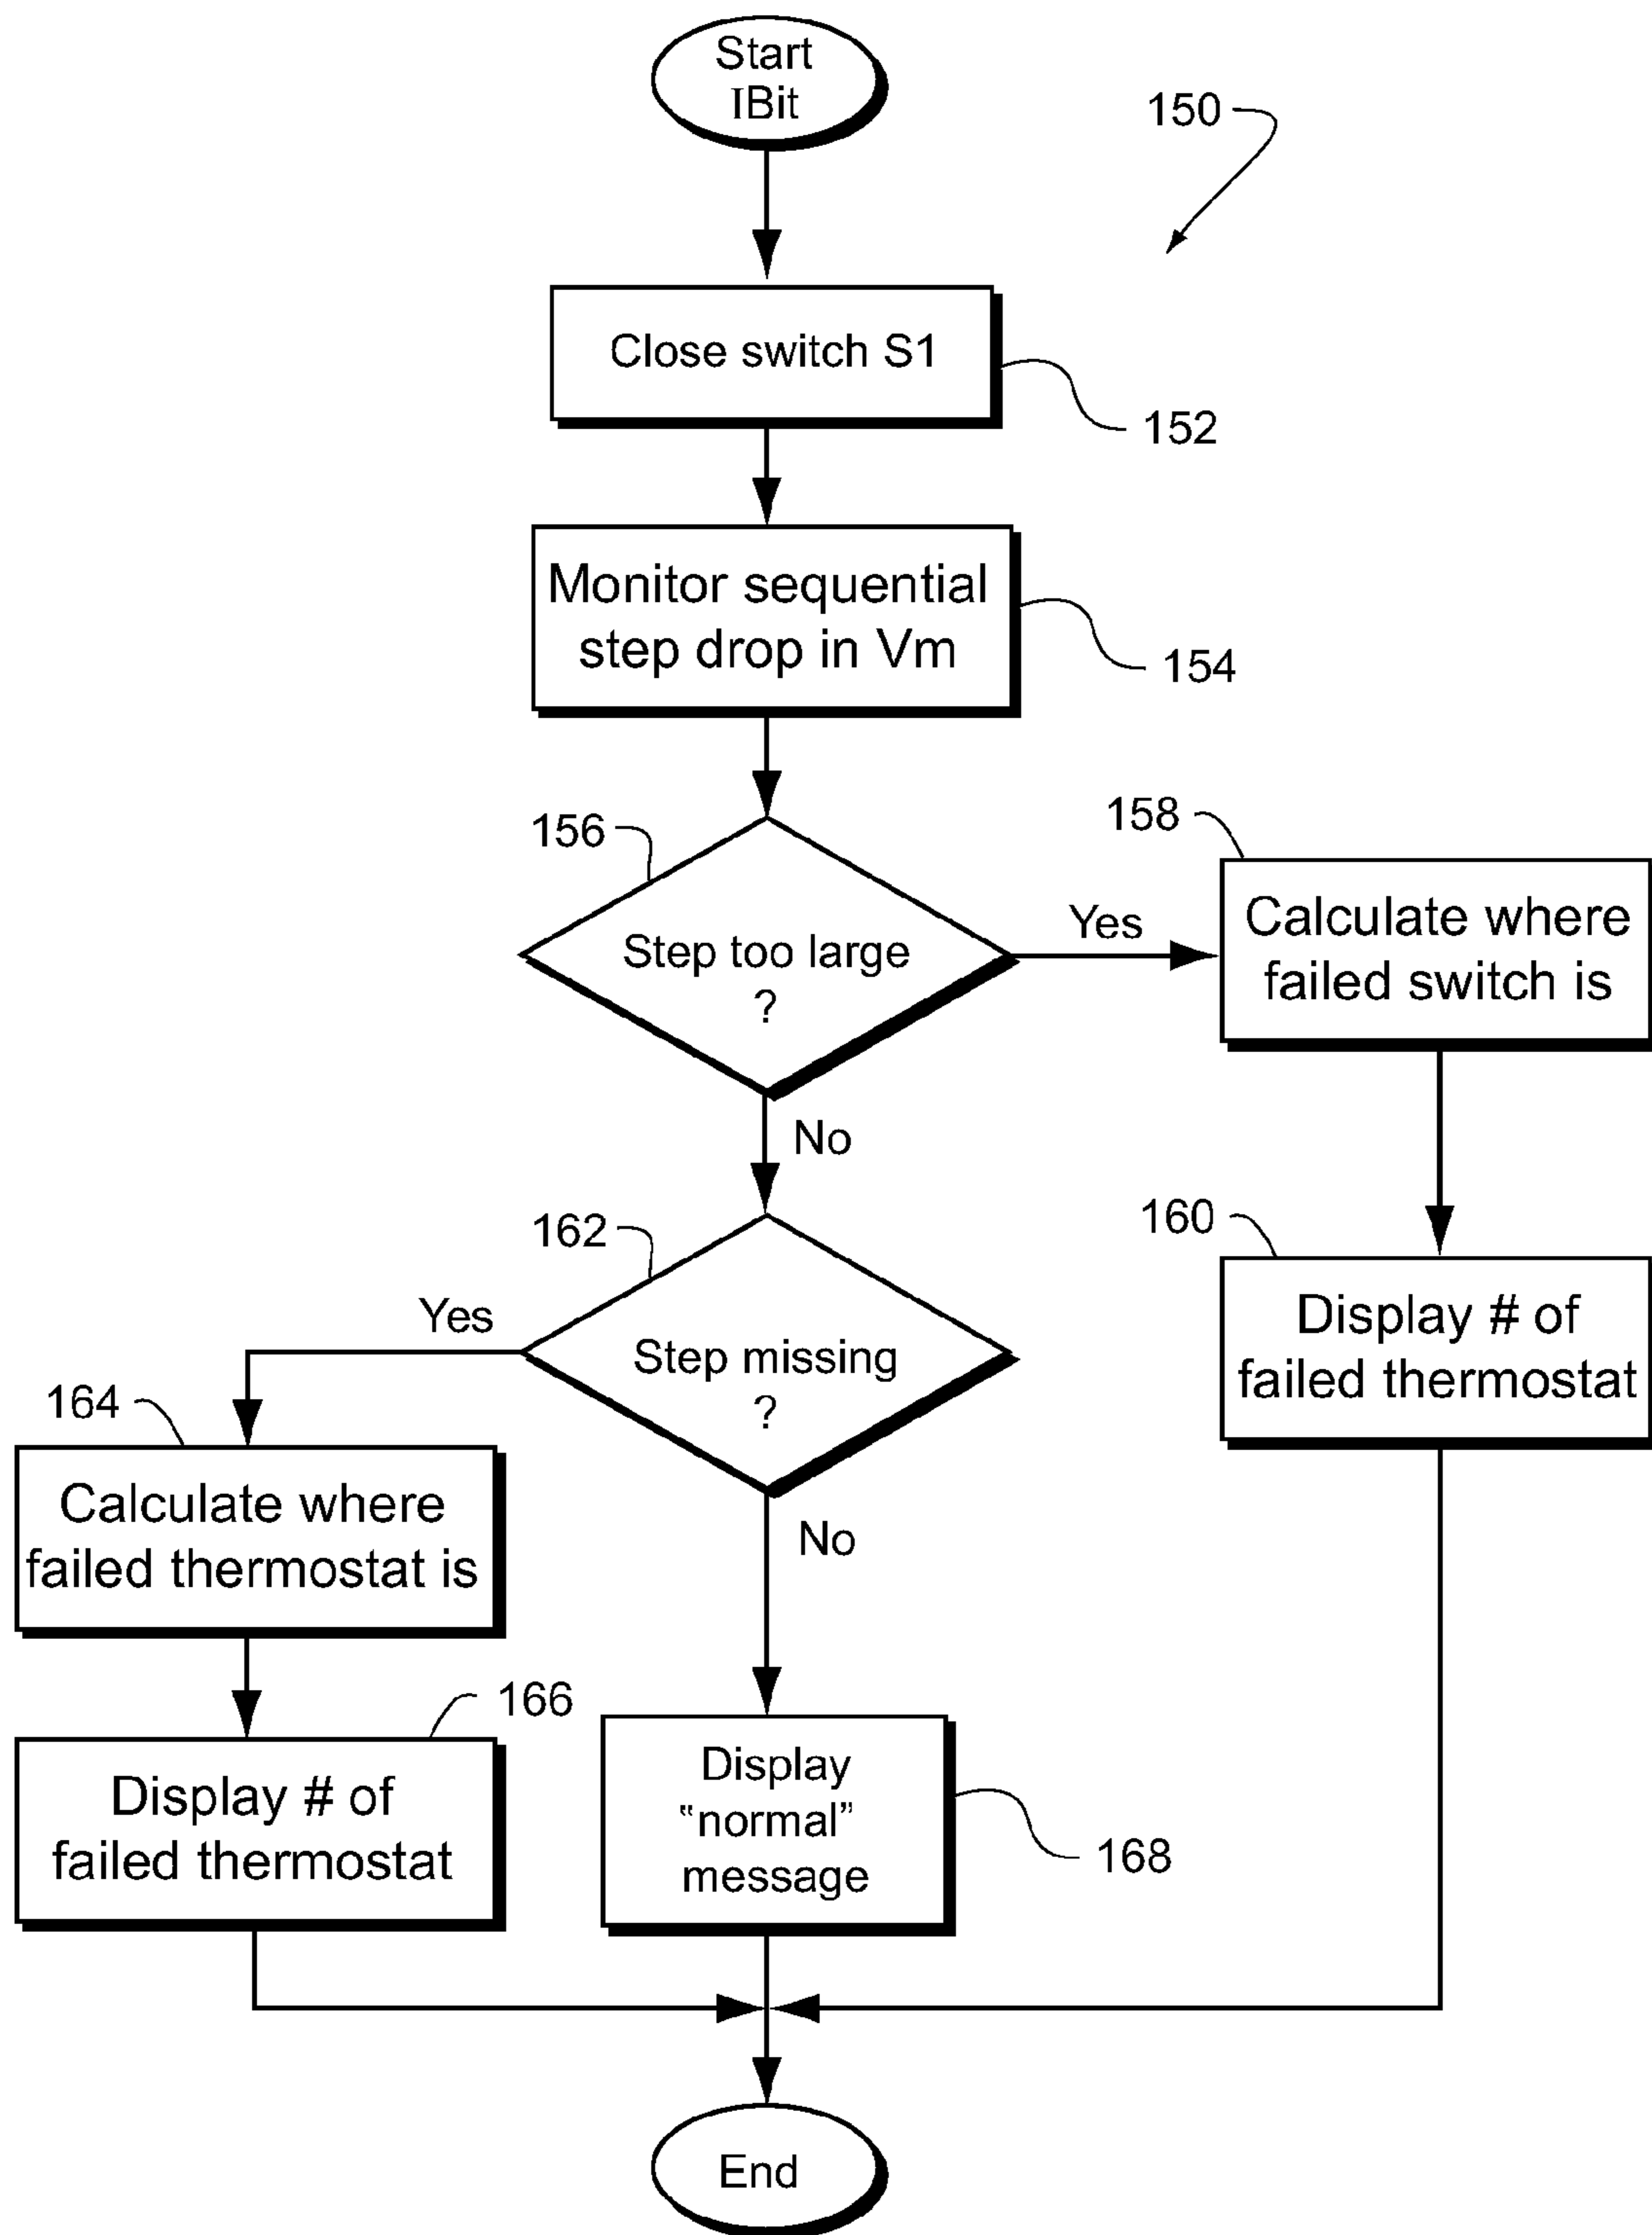 Start
IBit
150
Close switch S1
152
Monitor sequential
step drop in Vm
154
156
Step too large
?
Yes
158
Calculate where
failed switch is
No
160
Display # of
failed thermostat
162
Step missing
?
Yes
164
Calculate where
failed thermostat is
No
166
Display # of
failed thermostat
Display
“normal”
message
168
End